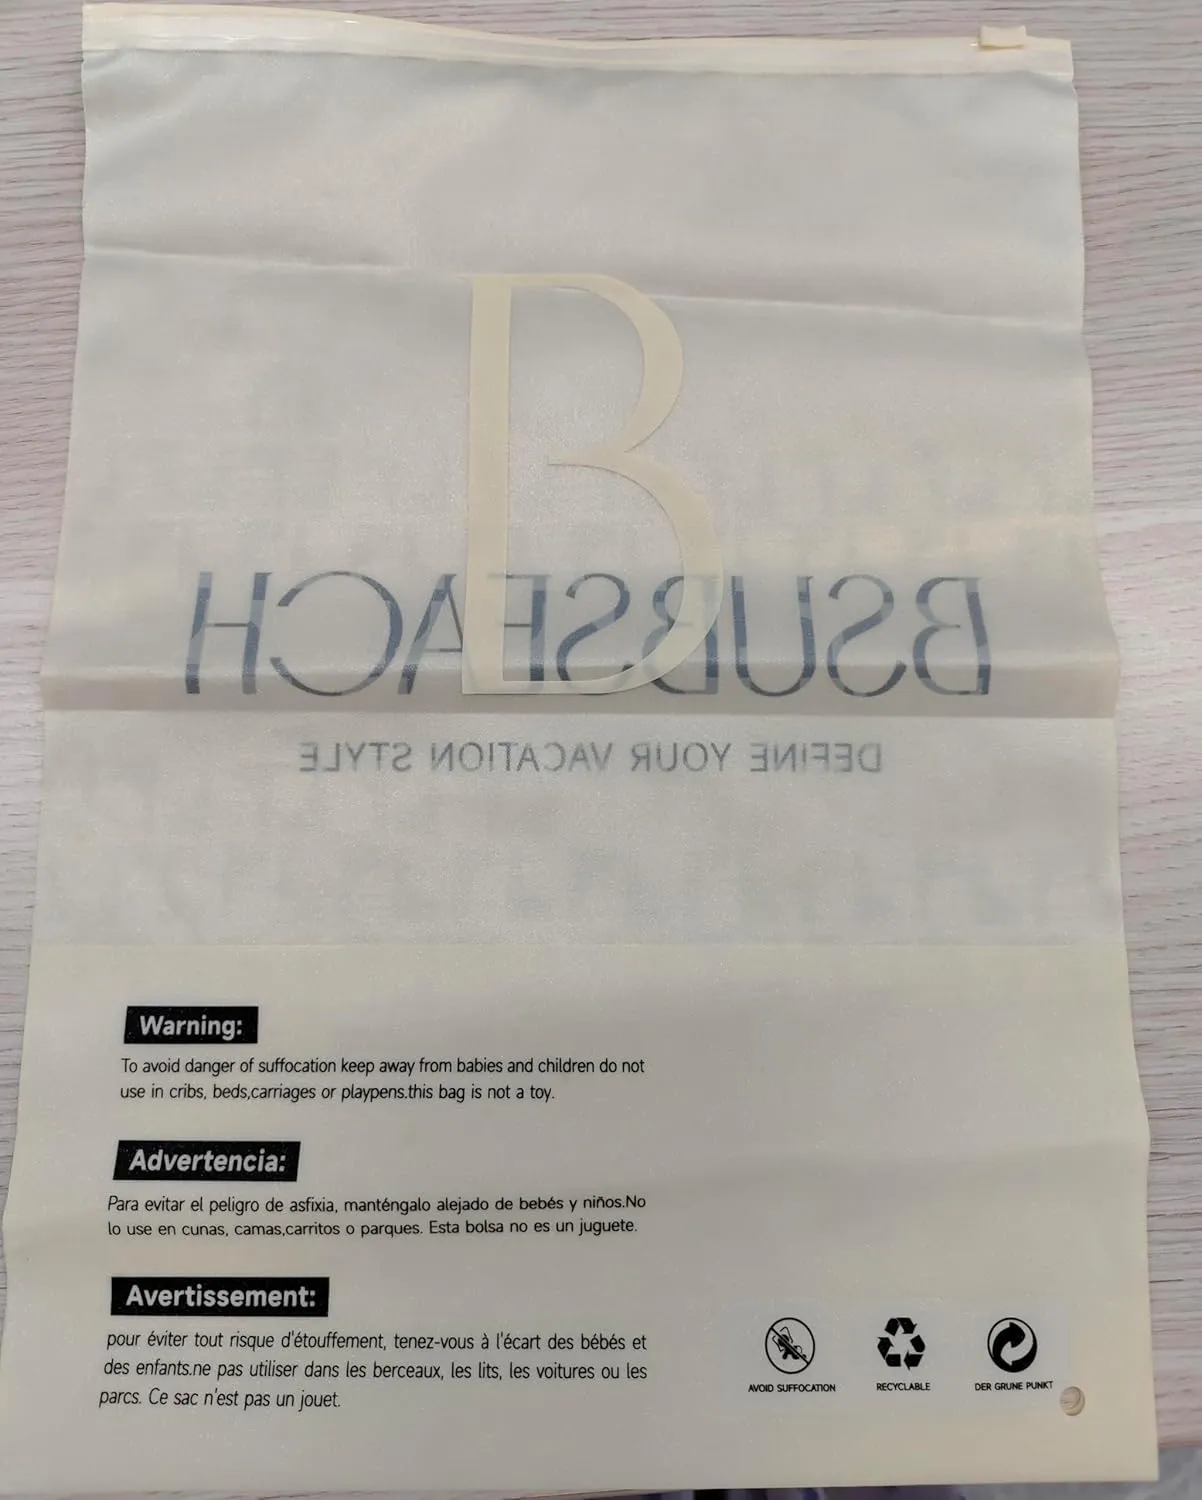 B
BSUBSEACH
DEFINE YOUR VACATION STYLE
Warning:
To avoid danger of suffocation keep away from babies and children do not
use in cribs, beds,carriages or playpens.this bag is not a toy.
Advertencia:
Para evitar el peligro de asfixia, manténgalo alejado de bebés y niños.No
lo use en cunas, camas,carritos o parques. Esta bolsa no es un juguete.
Avertissement:
pour éviter tout risque d'étouffement, tenez-vous à l'écart des bébés et
des enfants.ne pas utiliser dans les berceaux, les lits, les voitures ou les
parcs. Ce sac n'est pas un jouet.
AVOID SUFFOCATION
RECYCLABLE
DER GRUNE PUNKT